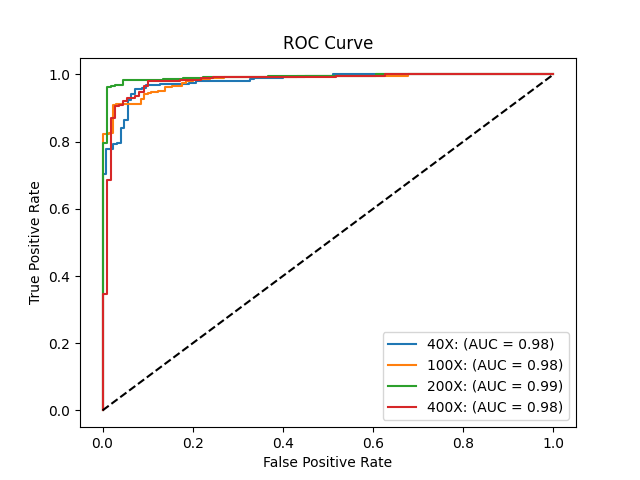 ROC Curve
True Positive Rate
1.0
0.8
0.6
0.4
0.2
0.0
40X: (AUC = 0.98)
100X: (AUC = 0.98)
200X: (AUC = 0.99)
400X: (AUC = 0.98)
0.0 0.2 0.4 0.6 0.8 1.0
False Positive Rate